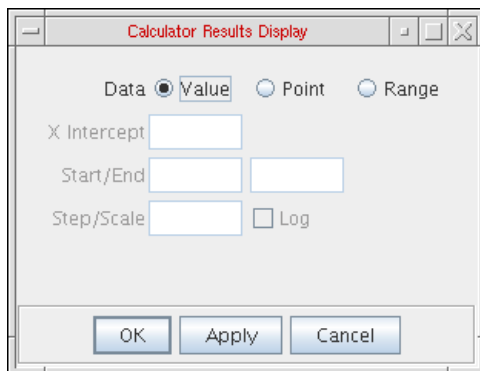 Calculator Results Display
Data Value Point Range
X Intercept
Start/End
Step/Scale Log
OK Apply Cancel